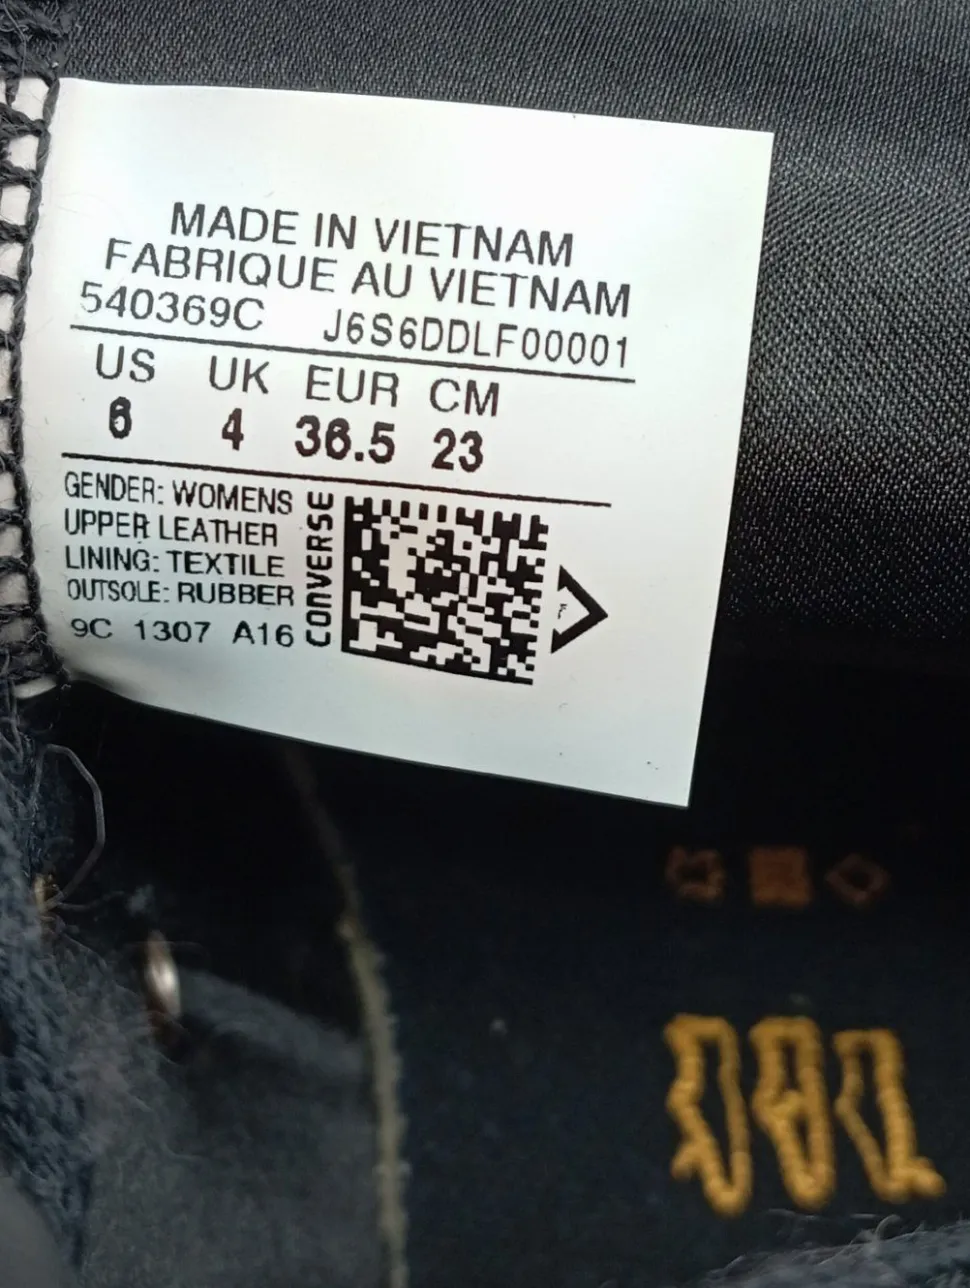 MADE IN VIETNAM
FABRIQUE AU VIETNAM
540369C J6S6DDLF00001
US UK EUR CM
6 4 36.5 23
GENDER: WOMENS
UPPER LEATHER
LINING: TEXTILE
OUTSOLE: RUBBER
9C 1307 A16
CONVERSE